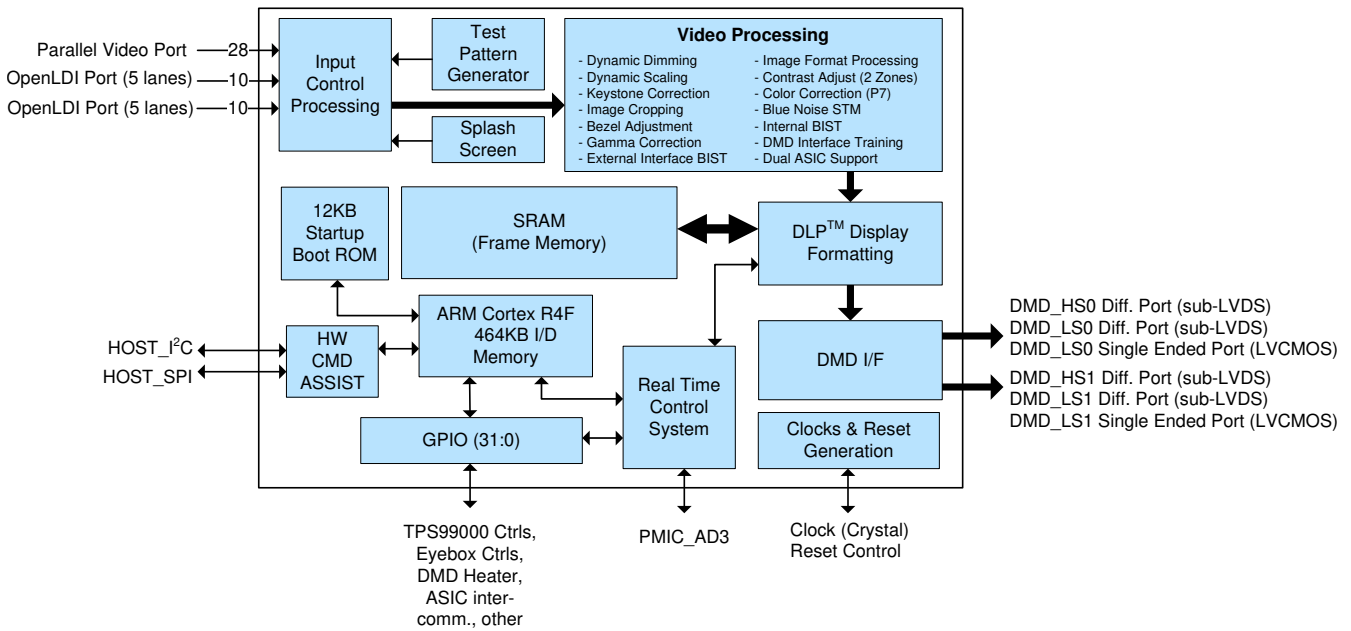 Parallel Video Port
28
OpenLDI Port (5 lanes)
10
OpenLDI Port (5 lanes)
10
Input
Control
Processing
Test
Pattern
Generator
Splash
Screen
Video Processing
- Dynamic Dimming
- Dynamic Scaling
- Keystone Correction
- Image Cropping
- Bezel Adjustment
- Gamma Correction
- External Interface BIST
- Image Format Processing
- Contrast Adjust (2 Zones)
- Color Correction (P7)
- Blue Noise STM
- Internal BIST
- DMD Interface Training
- Dual ASIC Support
12KB
Startup
Boot ROM
SRAM
(Frame Memory)
DLP™ Display
Formatting
HOST_I²C
HOST_SPI
HW
CMD
ASSIST
ARM Cortex R4F
464KB I/D
Memory
Real Time
Control
System
DMD I/F
DMD_HS0 Diff. Port (sub-LVDS)
DMD_LS0 Diff. Port (sub-LVDS)
DMD_LS0 Single Ended Port (LVCMOS)
DMD_HS1 Diff. Port (sub-LVDS)
DMD_LS1 Diff. Port (sub-LVDS)
DMD_LS1 Single Ended Port (LVCMOS)
GPIO (31:0)
Clocks & Reset
Generation
TPS99000 Ctrls,
Eyebox Ctrls,
DMD Heater,
ASIC inter-
comm., other
PMIC_AD3
Clock (Crystal)
Reset Control